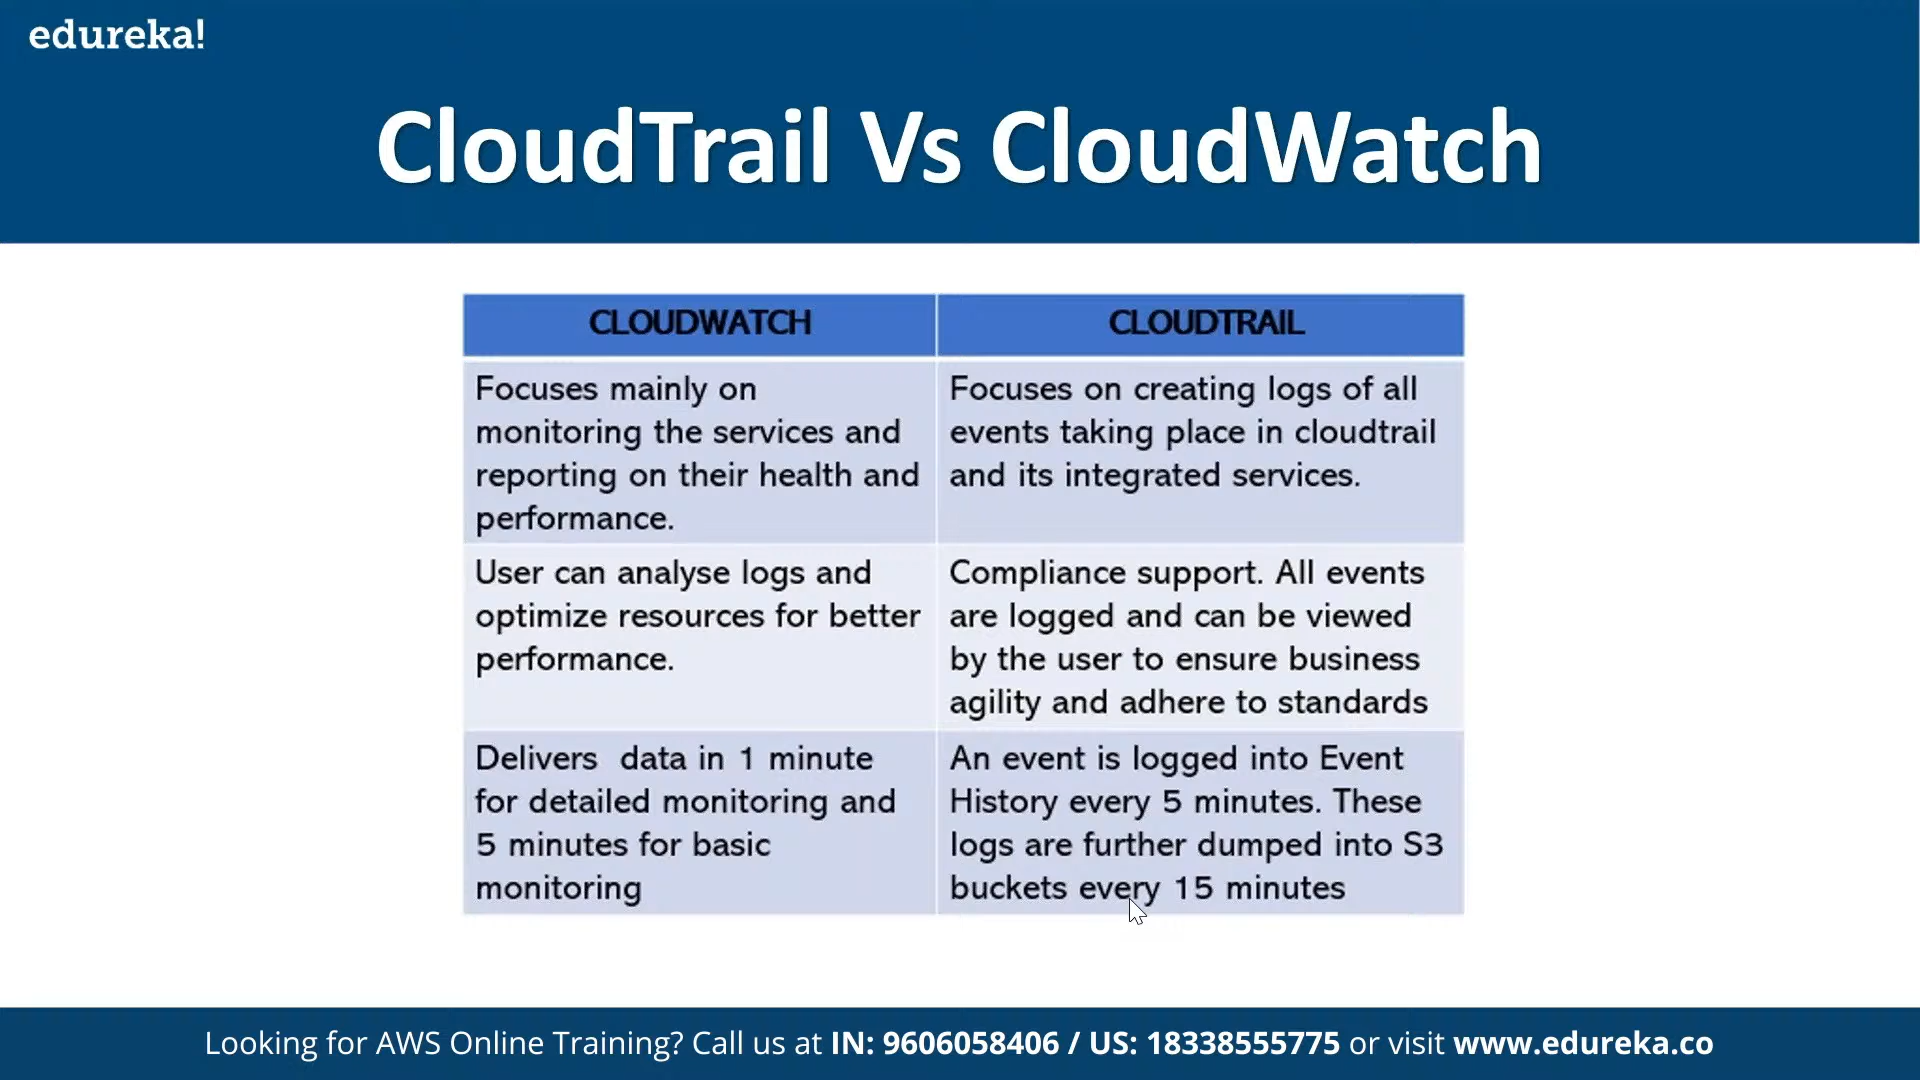 edureka!
CloudTrail Vs CloudWatch
CLOUDWATCH
CLOUDTRAIL
Focuses mainly on
monitoring the services and
reporting on their health and
performance.
Focuses on creating logs of all
events taking place in cloudtrail
and its integrated services.
User can analyse logs and
optimize resources for better
performance.
Compliance support. All events
are logged and can be viewed
by the user to ensure business
agility and adhere to standards
Delivers  data in 1 minute
for detailed monitoring and
5 minutes for basic
monitoring
An event is logged into Event
History every 5 minutes. These
logs are further dumped into S3
buckets every 15 minutes
Looking for AWS Online Training? Call us at IN: 9606058406 / US: 18338555775 or visit www.edureka.co